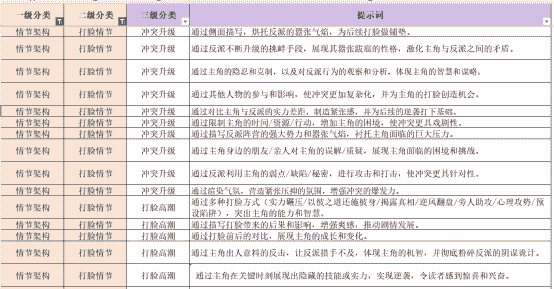 一级分类 二级分类 三级分类 提示词
情节架构 打脸情节 冲突升级 通过侧面描写，烘托反派的嚣张气焰，为后续打脸做铺垫。
情节架构 打脸情节 冲突升级 通过反派不断升级的挑衅手段，展现其嚣张跋扈的性格，激化主角与反派之间的矛盾。
情节架构 打脸情节 冲突升级 通过主角的隐忍和克制，以及对反派行为的观察和分析，体现主角的智慧和谋略。
情节架构 打脸情节 冲突升级 通过其他人物的参与和影响，使冲突更加复杂化，并为主角的打脸创造机会。
情节架构 打脸情节 冲突升级 通过对比主角与反派的实力差距，制造紧张感，并为后续的逆袭打下基础。
情节架构 打脸情节 冲突升级 通过限制主角的时间/资源/行动，增加主角的困境，使冲突更具戏剧性。
情节架构 打脸情节 冲突升级 通过描写反派阵营的强大势力和嚣张气焰，衬托主角面临的巨大压力。
情节架构 打脸情节 冲突升级 通过主角身边的朋友/亲人对主角的误解/质疑，展现主角面临的困境和挑战。
情节架构 打脸情节 冲突升级 通过反派利用主角的弱点/缺陷/秘密，进行攻击和打击，使冲突更具针对性。
情节架构 打脸情节 冲突升级 通过渲染气氛，营造紧张压抑的氛围，增强冲突的爆发力。
情节架构 打脸情节 打脸高潮 通过多种打脸方式（实力碾压/以彼之道还施彼身/揭露真相/逆风翻盘/旁人助攻/心理攻势/预
设陷阱），突出主角的能力和智慧。
情节架构 打脸情节 打脸高潮 通过描写打脸带来的后果和影响，增强爽感，推动剧情发展。
情节架构 打脸情节 打脸高潮 通过打脸前后的对比，展现主角的成长和变化。
情节架构 打脸情节 打脸高潮 通过主角出人意料的反击，让反派措手不及，体现主角的机智，并彻底粉碎反派的阴谋诡计。
情节架构 打脸情节 打脸高潮 通过主角在关键时刻展现出隐藏的技能或实力，实现逆袭，令读者感到惊喜和兴奋。